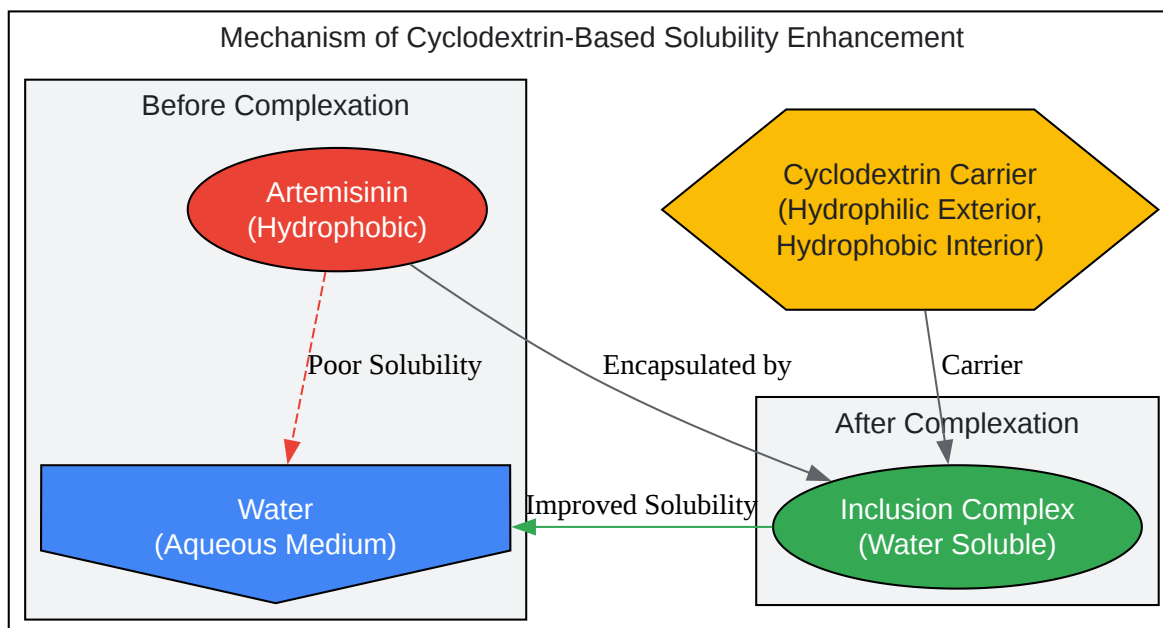 Mechanism of Cyclodextrin-Based Solubility Enhancement
Before Complexation
Artemisinin
(Hydrophobic)
Cyclodextrin Carrier
(Hydrophilic Exterior,
Hydrophobic Interior)
Poor Solubility
Encapsulated by
Carrier
After Complexation
Water
(Aqueous Medium)
Improved Solubility
Inclusion Complex
(Water Soluble)